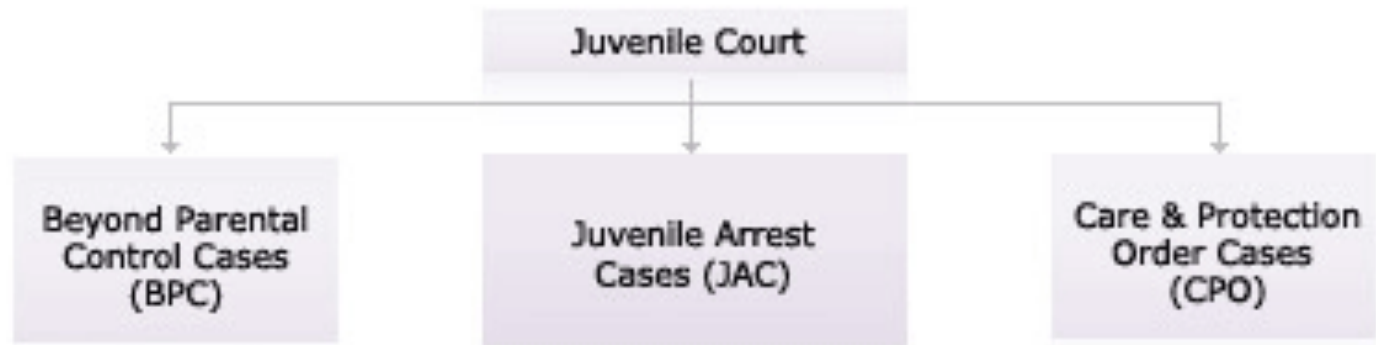 Juvenile Court
Beyond Parental
Control Cases
(BPC)
Juvenile Arrest
Cases (JAC)
Care & Protection
Order Cases
(CPO)